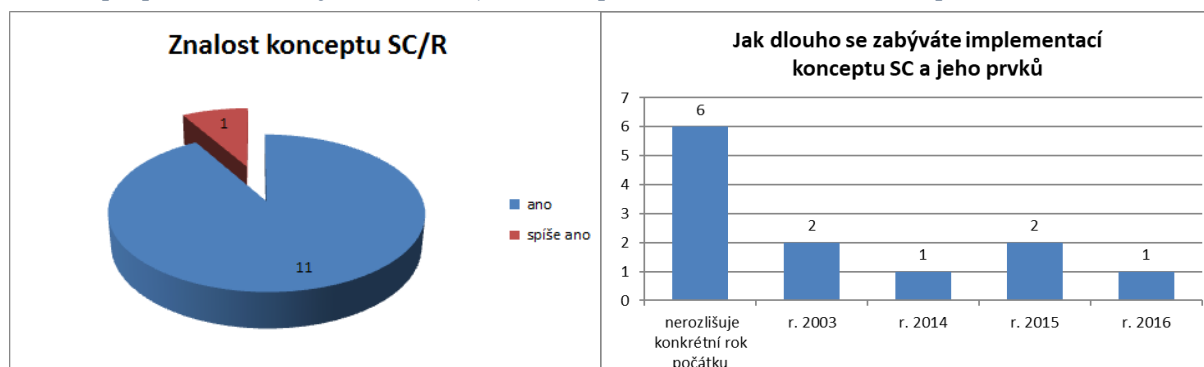 Znalost konceptu SC/R
1
11
ano
spíše ano
Jak dlouho se zabýváte implementací
konceptu SC a jeho prvků
7
6
5
4
3
2
1
0
6
2
1
2
1
nerozlišuje
konkrétní rok
počátku
r. 2003
r. 2014
r. 2015
r. 2016